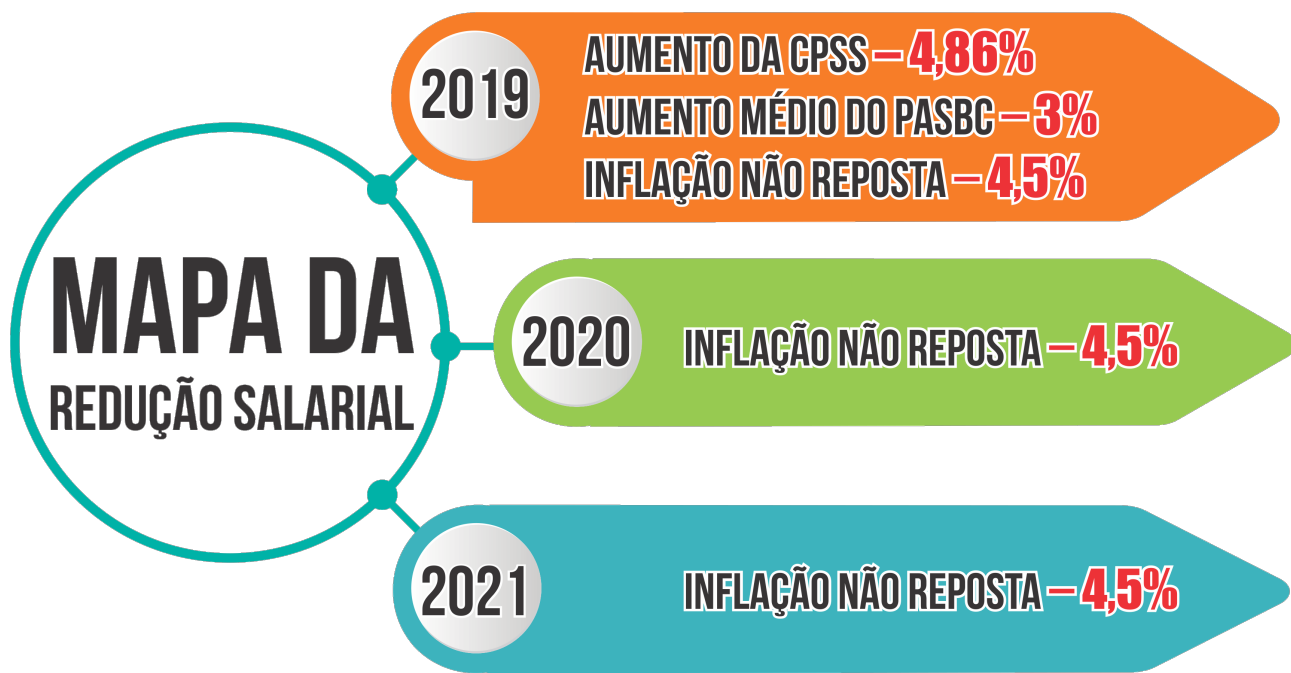 MAPA DA
REDUÇÃO SALARIAL
2019
AUMENTO DA CPSS – 4,86%
AUMENTO MÉDIO DO PASBC – 3%
INFLAÇÃO NÃO REPOSTA – 4,5%
2020
INFLAÇÃO NÃO REPOSTA – 4,5%
2021
INFLAÇÃO NÃO REPOSTA – 4,5%